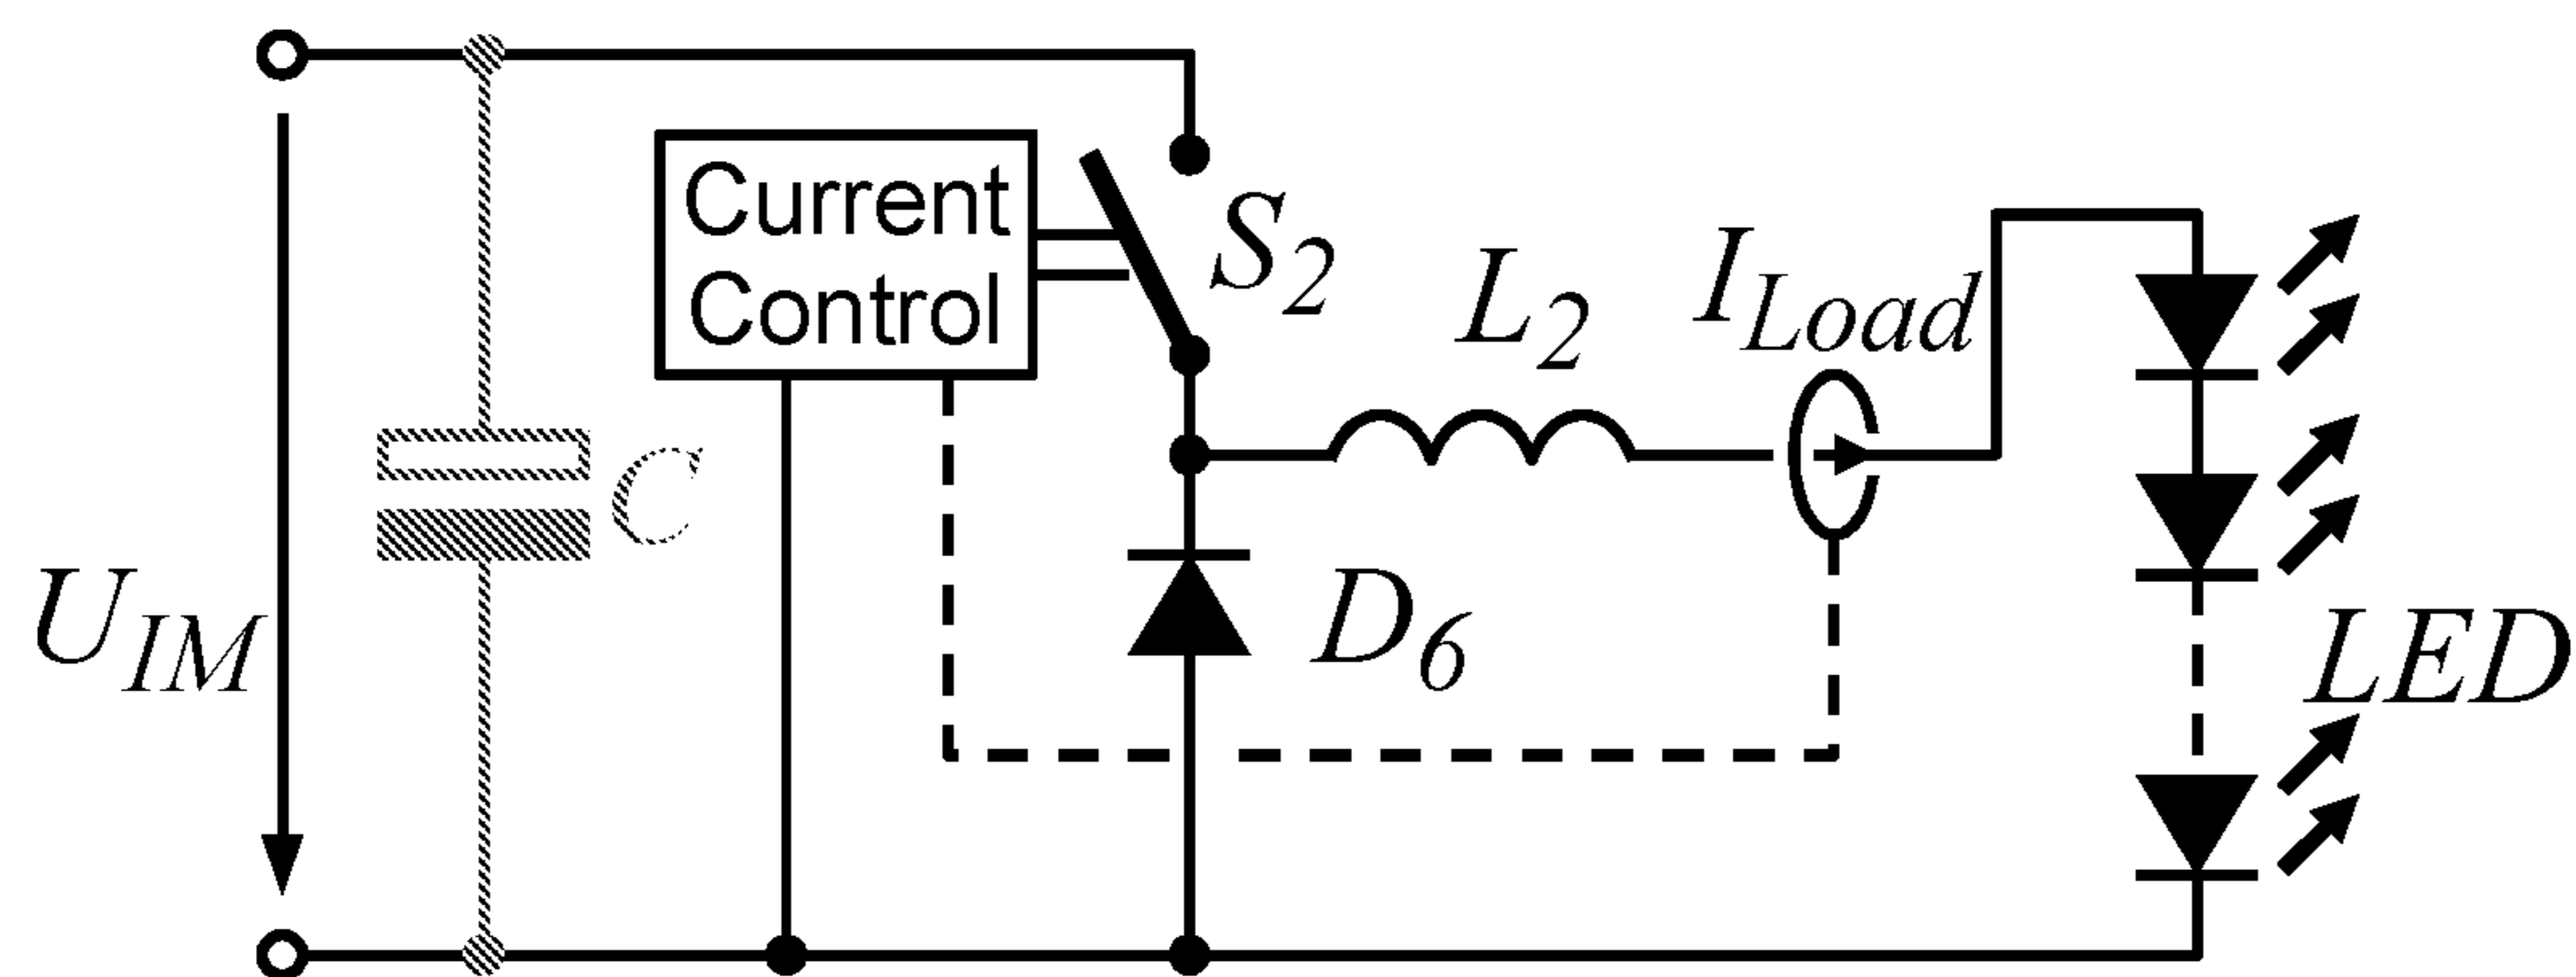 Current
Control
S2
L2
ILoad
C
UIM
D6
LED